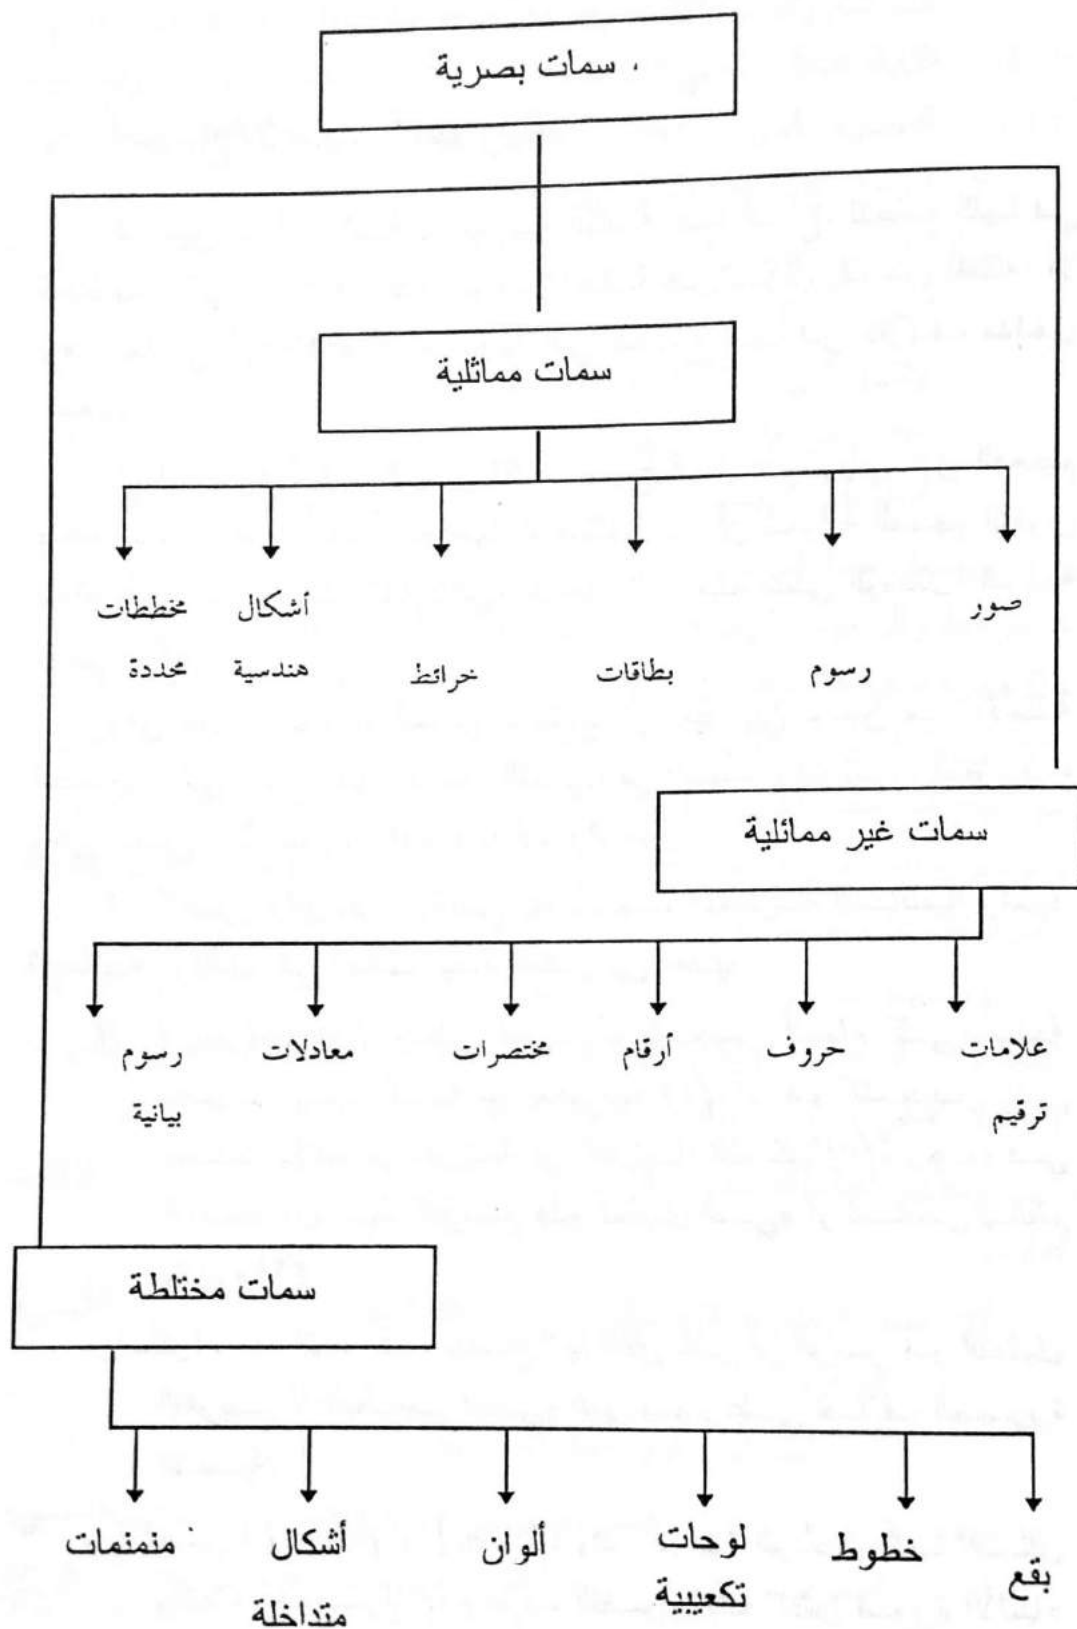 سمات بصرية
سمات مماثلية
صور
رسوم
بطاقات
خرائط
أشكال
هندسية
مخططات
محددة
سمات غير مماثلية
علامات
ترقيم
حروف
أرقام
مختصرات
معادلات
رسوم
بيانية
سمات مختلطة
بقع
خطوط
لوحات
تكعيبية
ألوان
أشكال
متداخلة
منمنمات